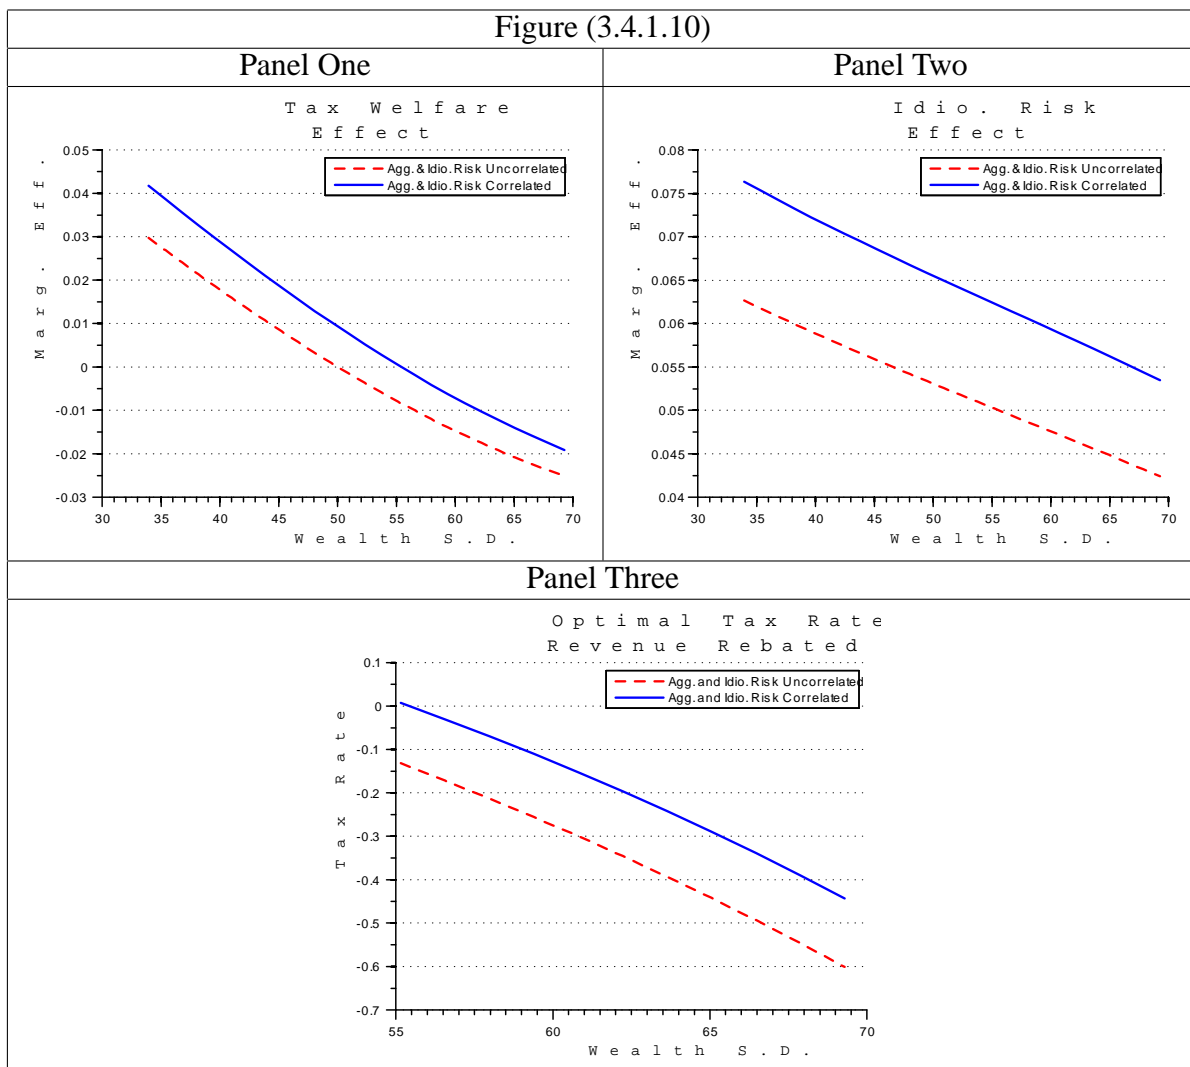 Figure (3.4.1.10)
Panel One
Panel Two
Tax Welfare
Effect
Marg. Eff.
0.05
0.04
0.03
0.02
0.01
0
-0.01
-0.02
-0.03
Agg.&Idio.Risk Uncorrelated
Agg.&Idio.Risk Correlated
30 35 40 45 50 55 60 65 70
Wealth S.D.
Idio. Risk
Effect
Marg. Eff.
0.08
0.075
0.07
0.065
0.06
0.055
0.05
0.045
0.04
Agg.&Idio.Risk Uncorrelated
Agg.&Idio.Risk Correlated
30 35 40 45 50 55 60 65 70
Wealth S.D.
Panel Three
Optimal Tax Rate
Revenue Rebated
Tax Rate
0.1
0
-0.1
-0.2
-0.3
-0.4
-0.5
-0.6
-0.7
Agg.and Idio.Risk Uncorrelated
Agg.and Idio.Risk Correlated
55 60 65 70
Wealth S.D.